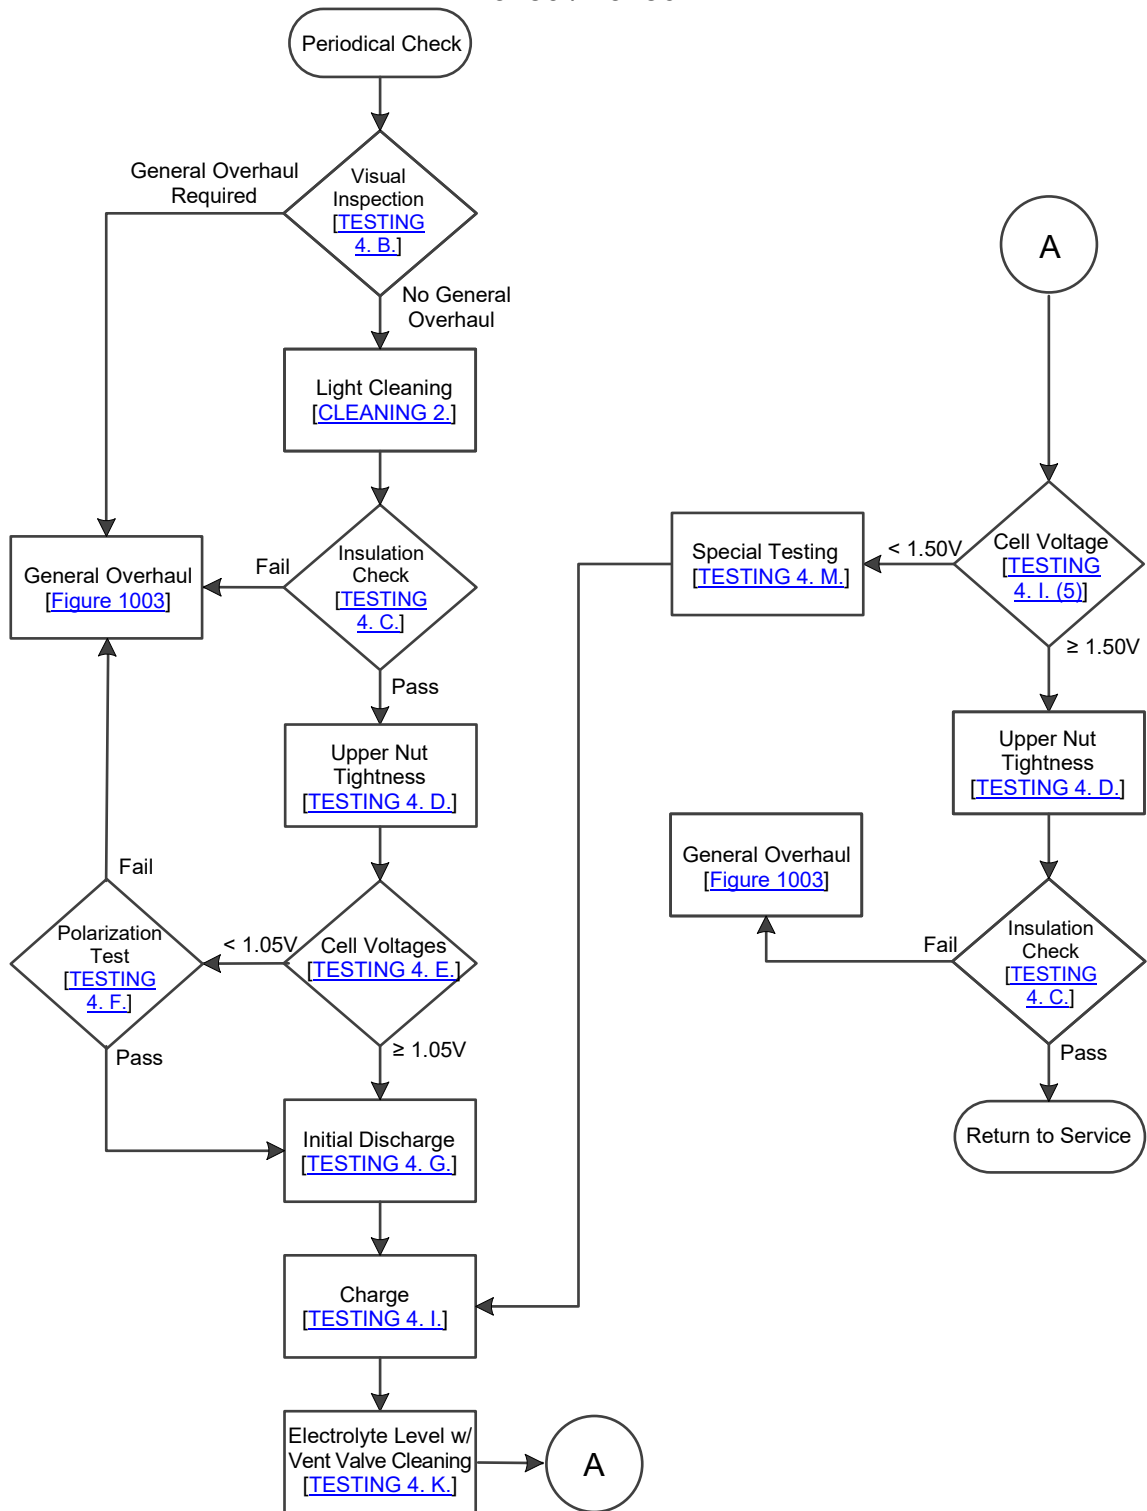 Periodical Check
General Overhaul
Required
Visual
Inspection
[TESTING
4. B.]
No General
Overhaul
Light Cleaning
[CLEANING 2.]
General Overhaul
[Figure 1003]
Fail
Insulation
Check
[TESTING
4. C.]
Pass
Upper Nut
Tightness
[TESTING 4. D.]
Fail
Polarization
Test
[TESTING
4. F.]
< 1.05V
Cell Voltages
[TESTING 4. E.]
Pass
≥ 1.05V
Initial Discharge
[TESTING 4. G.]
Charge
[TESTING 4. I.]
Electrolyte Level w/
Vent Valve Cleaning
[TESTING 4. K.]
A
A
Special Testing
[TESTING 4. M.]
< 1.50V
Cell Voltage
[TESTING
4. I. (5)]
≥ 1.50V
Upper Nut
Tightness
[TESTING 4. D.]
General Overhaul
[Figure 1003]
Fail
Insulation
Check
[TESTING
4. C.]
Pass
Return to Service